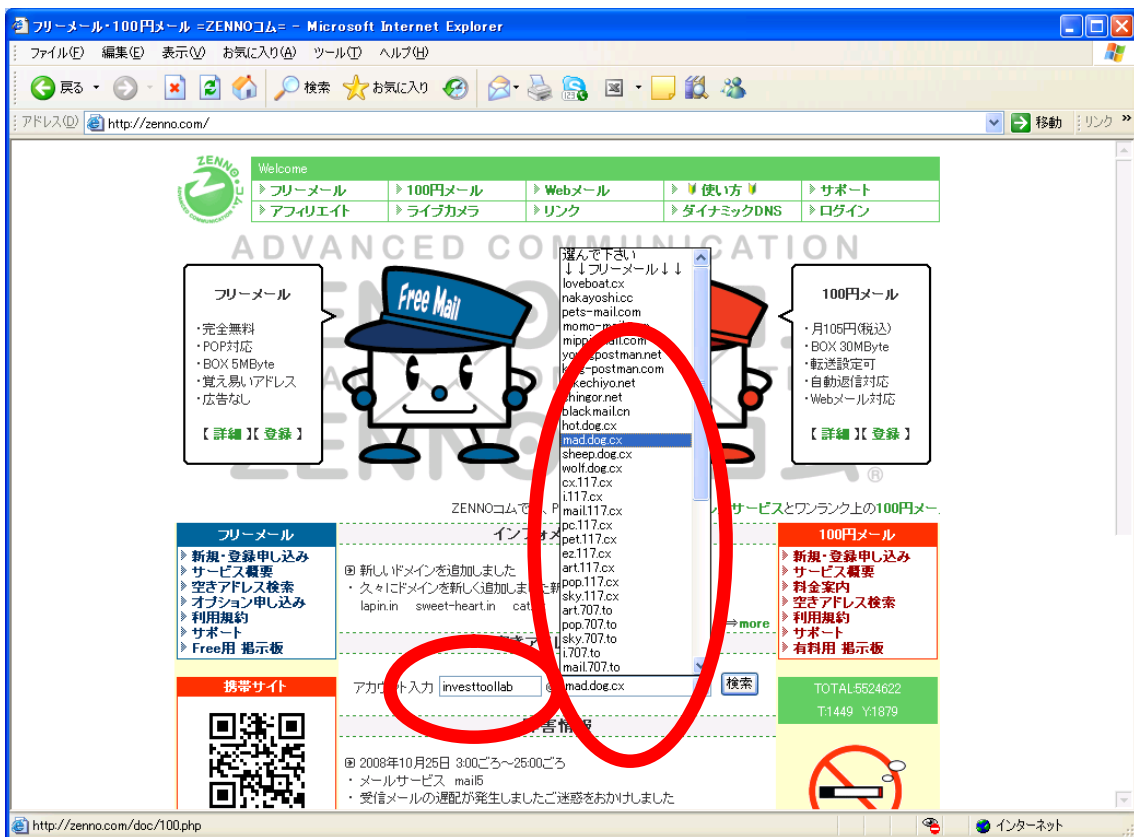 フリーメール・100円メール =ZENNOコム= - Microsoft Internet Explorer
ファイル(F) 編集(E) 表示(V) お気に入り(A) ツール(T) ヘルプ(H)
戻る 検索 お気に入り
アドレス(D) http://zenno.com/ 移動 リンク »
ZENNO.コム
ADVANCED COMMUNICATION
Welcome
フリーメール 100円メール Webメール 使い方 サポート
アフィリエイト ライブカメラ リンク ダイナミックDNS ログイン
ADVANCED COMMUNICATION
フリーメール
・完全無料
・POP対応
・BOX 5MByte
・覚え易いアドレス
・広告なし
【 詳細 】【 登録 】
Free Mail
100円メール
・月105円(税込)
・BOX 30MByte
・転送設定可
・自動返信対応
・Webメール対応
【 詳細 】【 登録 】
選んで下さい
↓↓フリーメール↓↓
loveboat.cx
nakayoshi.cc
pets-mail.com
hot.dog.cx
mad.dog.cx
sheep.dog.cx
wolf.dog.cx
cx.117.cx
i.117.cx
mail.117.cx
pc.117.cx
pet.117.cx
ez.117.cx
art.117.cx
pop.117.cx
sky.117.cx
art.707.to
pop.707.to
sky.707.to
i.707.to
mail.707.to
ZENNOコムで サービスとワンランク上の100円メー
フリーメール
新規・登録申し込み
サービス概要
空きアドレス検索
オプション申し込み
利用規約
サポート
Free用 掲示板
携帯サイト
インフォメ
新しいドメインを追加しました
・ 久々にドメインを新しく追加しました
lapin.in sweet-heart.in
⇒more
アカウント入力 investtoollab @ mad.dog.cx 検索
害情報
2008年10月25日 3:00ごろ～25:00ごろ
・ メールサービス mail5
・ 受信メールの遅配が発生しましたご迷惑をおかけしました
100円メール
新規・登録申し込み
サービス概要
料金案内
空きアドレス検索
利用規約
サポート
有料用 掲示板
TOTAL:5524622
T:1449 Y:1879
http://zenno.com/doc/100.php インターネット